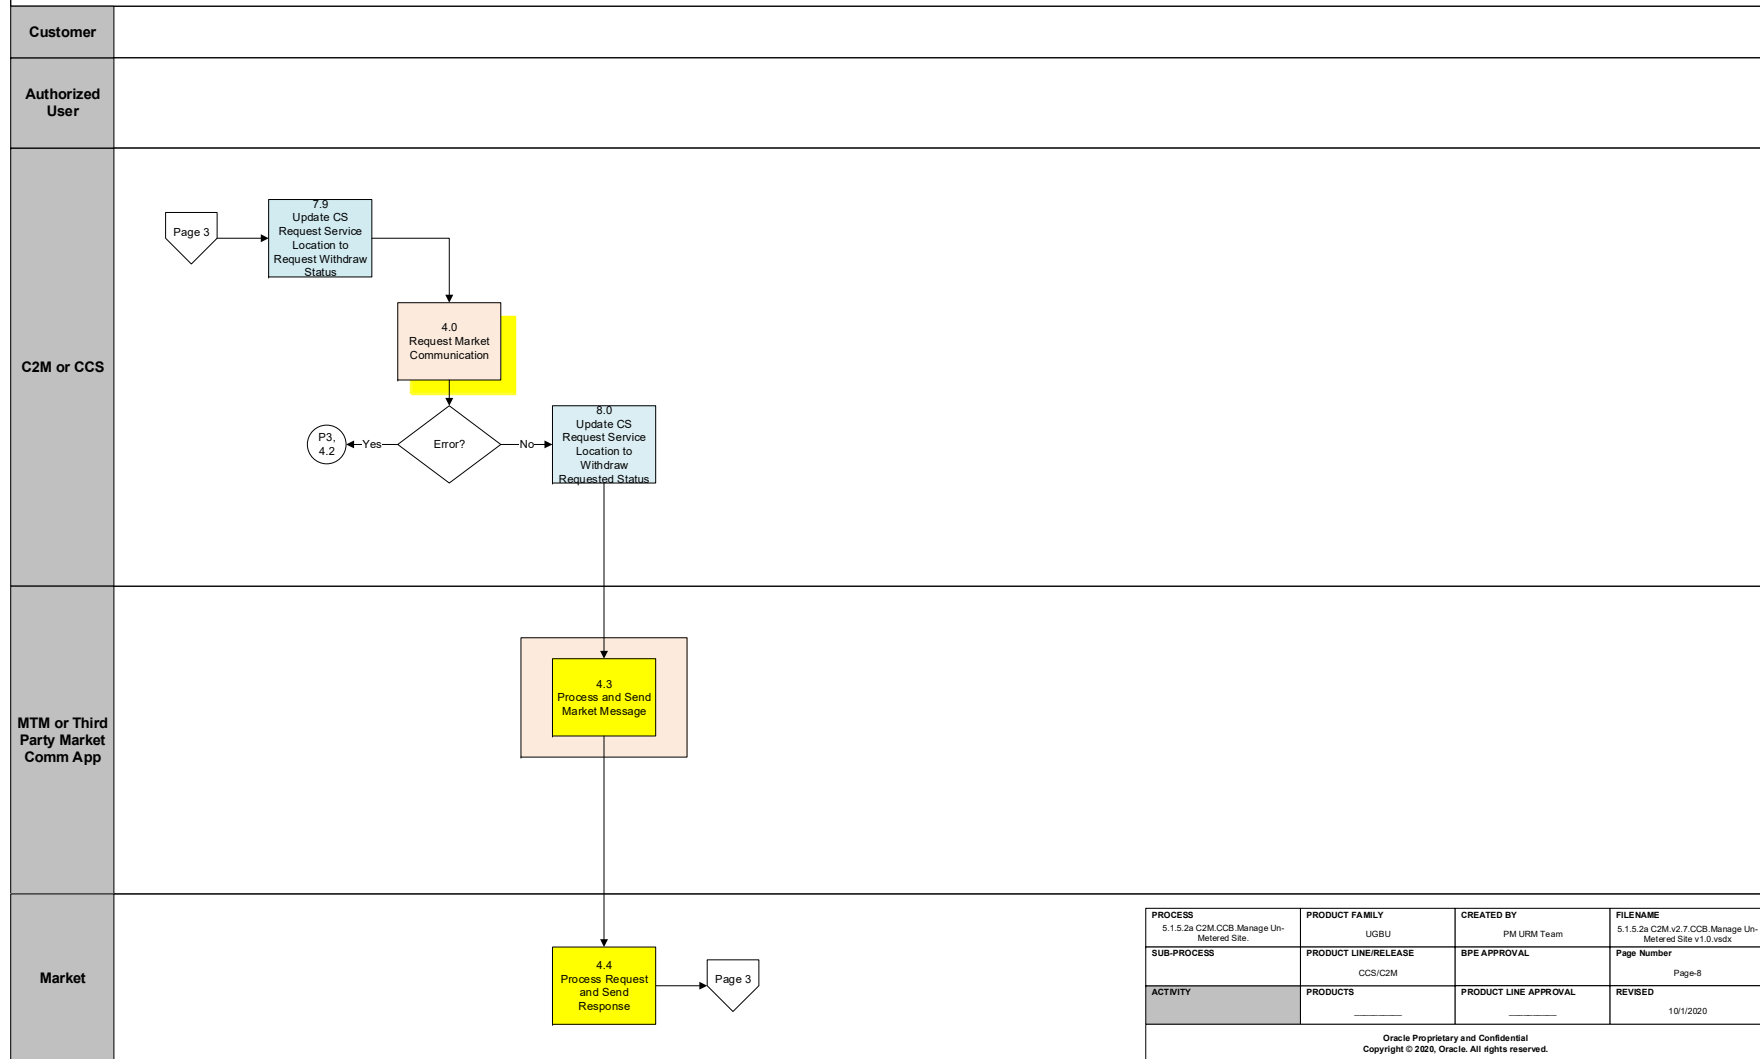 Customer
Authorized
User
C2M or CCS
Page 3
7.9
Update CS
Request Service
Location to
Request Withdraw
Status
4.0
Request Market
Communication
P3,
4.2
Yes
Error?
No
8.0
Update CS
Request Service
Location to
Withdraw
Requested Status
MTM or Third
Party Market
Comm App
4.3
Process and Send
Market Message
Market
4.4
Process Request
and Send
Response
Page 3
PROCESS
5.1.5.2a C2M.CCB.Manage Un-
Metered Site.
PRODUCT FAMILY
UGBU
CREATED BY
PM URM Team
FILENAME
5.1.5.2a C2M.v2.7.CCB.Manage Un-
Metered Site v1.0.vsdx
SUB-PROCESS
PRODUCT LINE/RELEASE
CCS/C2M
BPE APPROVAL
Page Number
Page-8
ACTIVITY
PRODUCTS
PRODUCT LINE APPROVAL
REVISED
10/1/2020
Oracle Proprietary and Confidential
Copyright © 2020, Oracle. All rights reserved.